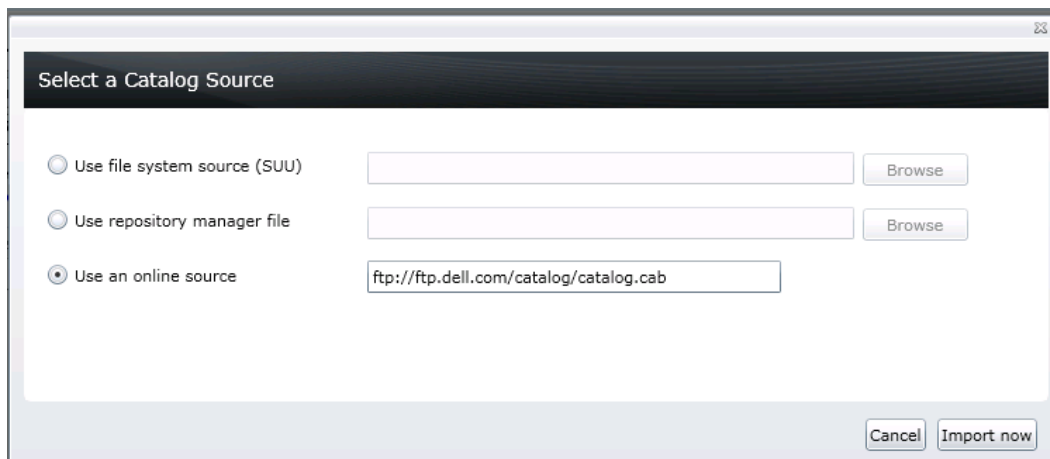 Select a Catalog Source
Use file system source (SUU)
Browse
Use repository manager file
Browse
Use an online source
ftp://ftp.dell.com/catalog/catalog.cab
Cancel
Import now